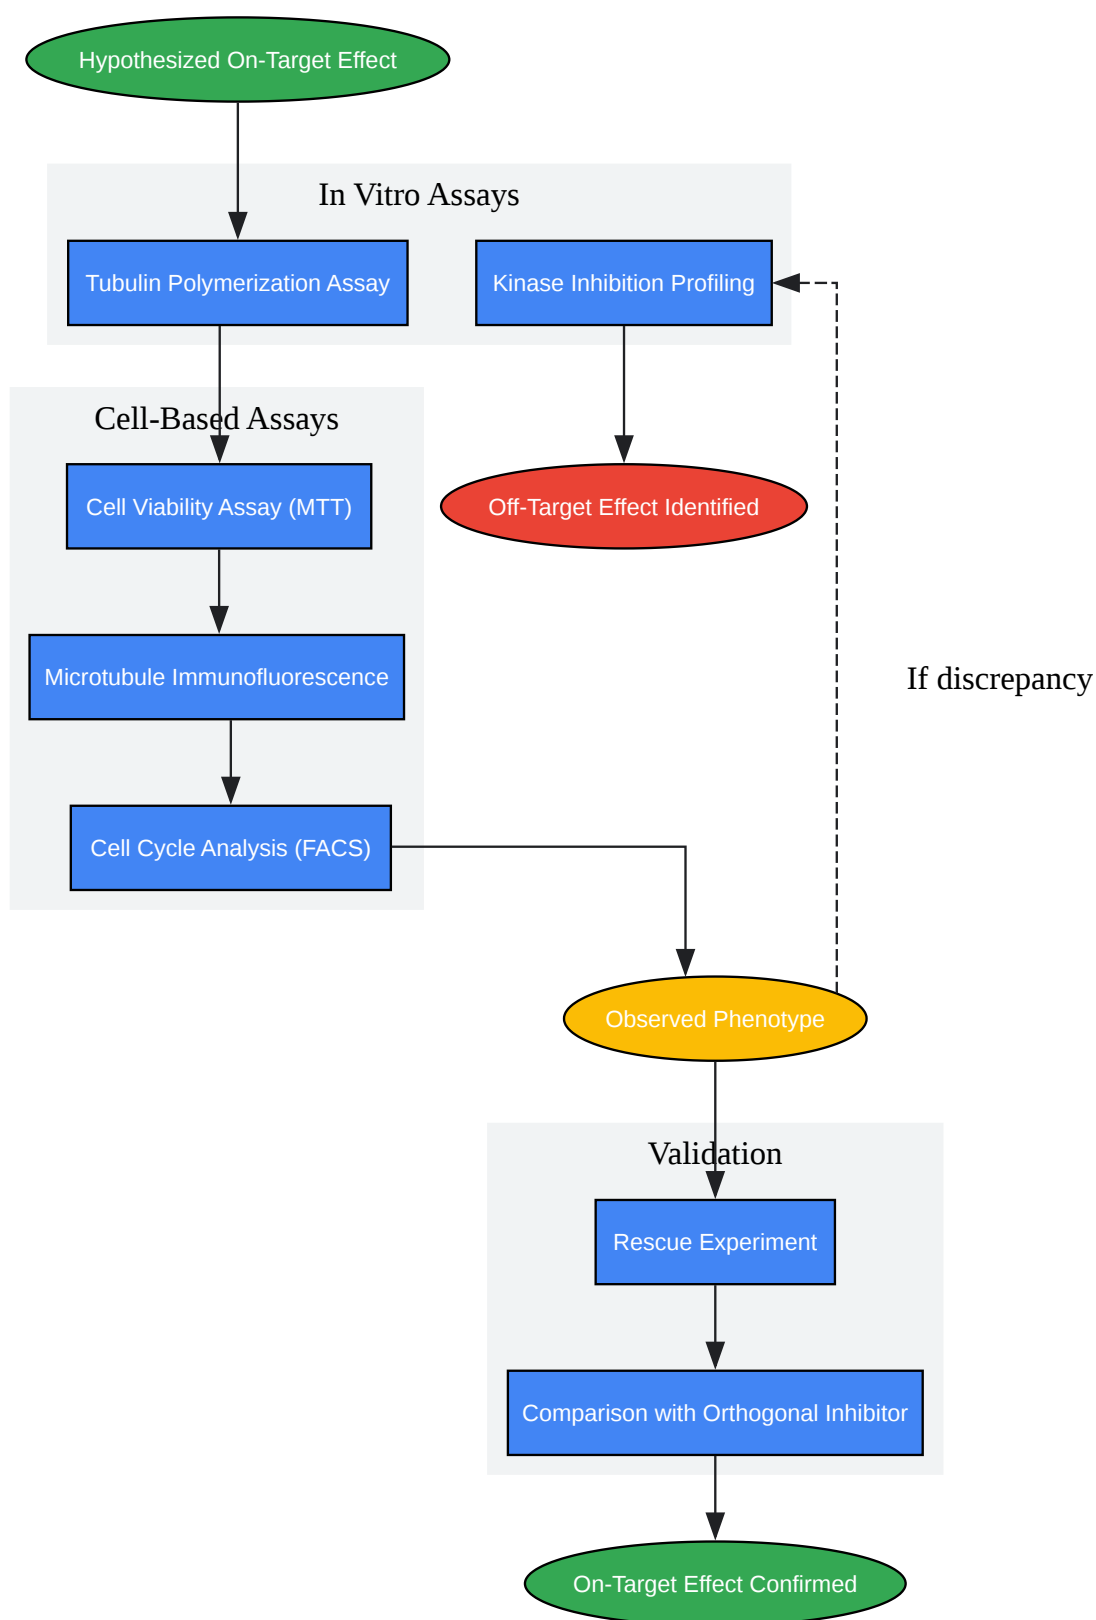 Hypothesized On-Target Effect
In Vitro Assays
Tubulin Polymerization Assay
Kinase Inhibition Profiling
Cell-Based Assays
Cell Viability Assay (MTT)
Off-Target Effect Identified
Microtubule Immunofluorescence
If discrepancy
Cell Cycle Analysis (FACS)
Observed Phenotype
Validation
Rescue Experiment
Comparison with Orthogonal Inhibitor
On-Target Effect Confirmed